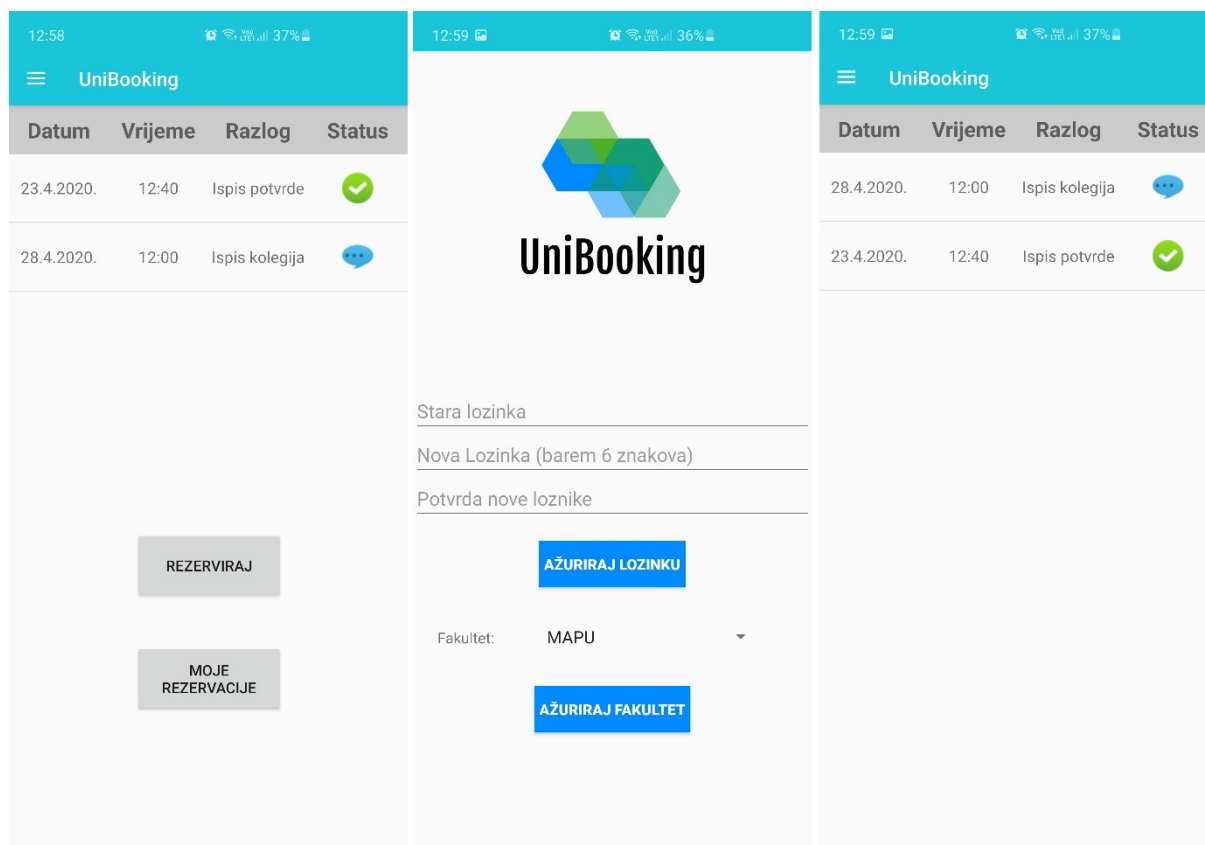 12:58
37%
UniBooking
Datum Vrijeme Razlog Status
23.4.2020. 12:40 Ispis potvrde
28.4.2020. 12:00 Ispis kolegija
REZERVIRAJ
MOJE
REZERVACIJE
12:59
36%
UniBooking
Stara lozinka
Nova Lozinka (barem 6 znakova)
Potvrda nove loznike
AŽURIRAJ LOZINKU
Fakultet: MAPU
AŽURIRAJ FAKULTET
12:59
37%
UniBooking
Datum Vrijeme Razlog Status
28.4.2020. 12:00 Ispis kolegija
23.4.2020. 12:40 Ispis potvrde